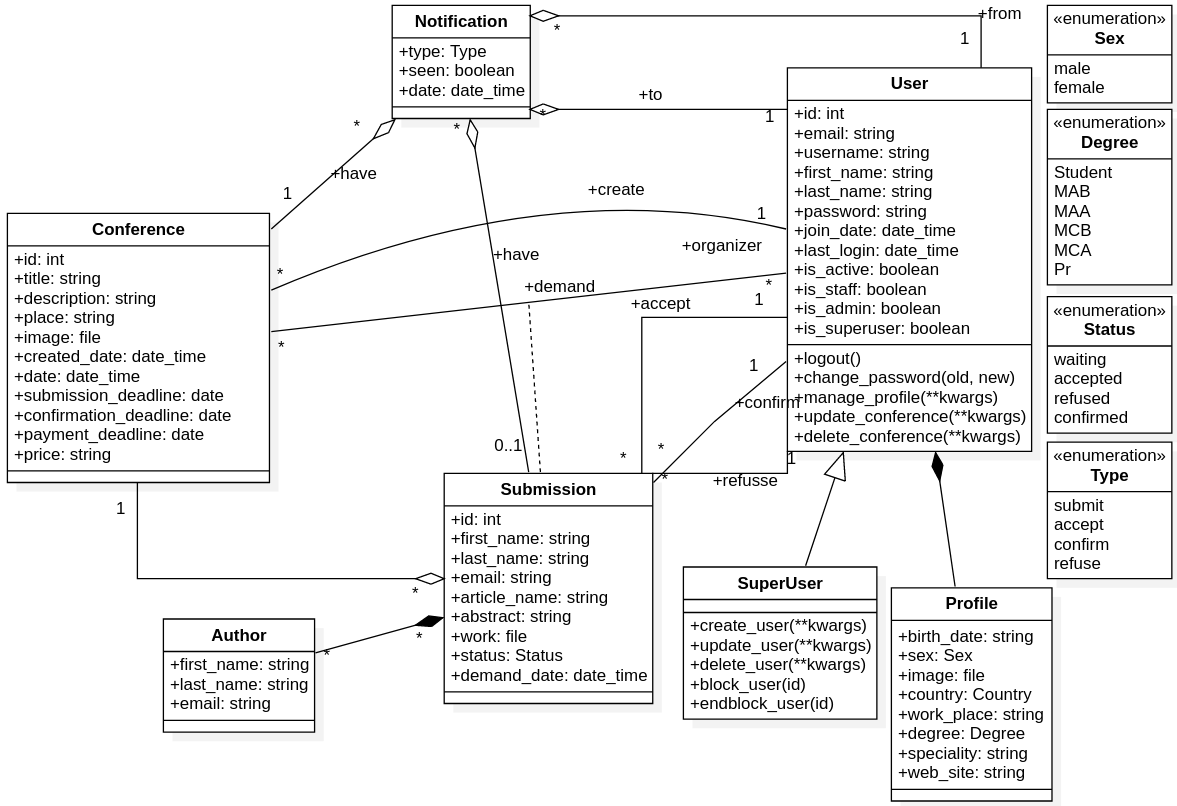 Notification
+type: Type
+seen: boolean
+date: date_time
+from
*
1
+to
*
1
*
+have
1
*
+have
0..1
+create
1
*
+organizer
+demand
*
*
+accept
1
*
1
+confirm
*
*
+refusse
1
User
+id: int
+email: string
+username: string
+first_name: string
+last_name: string
+password: string
+join_date: date_time
+last_login: date_time
+is_active: boolean
+is_staff: boolean
+is_admin: boolean
+is_superuser: boolean
+logout()
+change_password(old, new)
+manage_profile(**kwargs)
+update_conference(**kwargs)
+delete_conference(**kwargs)
«enumeration»
Sex
male
female
«enumeration»
Degree
Student
MAB
MAA
MCB
MCA
Pr
«enumeration»
Status
waiting
accepted
refused
confirmed
«enumeration»
Type
submit
accept
confirm
refuse
Conference
+id: int
+title: string
+description: string
+place: string
+image: file
+created_date: date_time
+date: date_time
+submission_deadline: date
+confirmation_deadline: date
+payment_deadline: date
+price: string
1
*
Submission
+id: int
+first_name: string
+last_name: string
+email: string
+article_name: string
+abstract: string
+work: file
+status: Status
+demand_date: date_time
*
*
Author
+first_name: string
+last_name: string
+email: string
SuperUser
+create_user(**kwargs)
+update_user(**kwargs)
+delete_user(**kwargs)
+block_user(id)
+endblock_user(id)
Profile
+birth_date: string
+sex: Sex
+image: file
+country: Country
+work_place: string
+degree: Degree
+speciality: string
+web_site: string